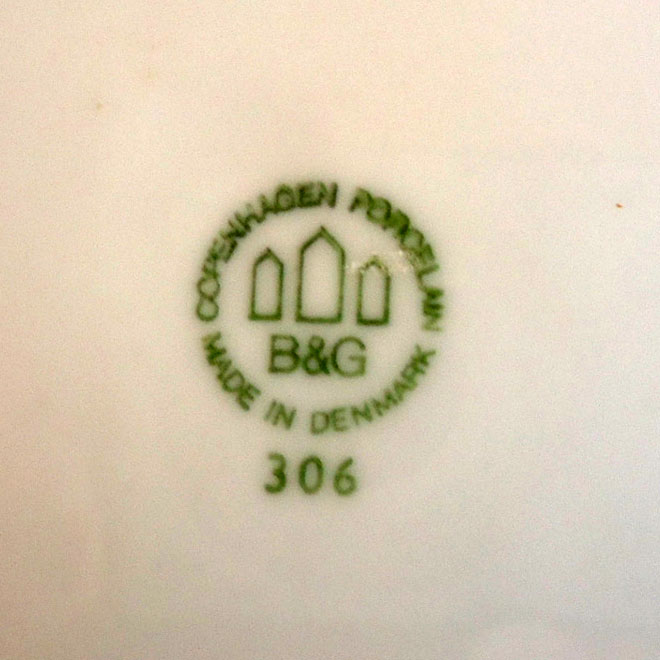 COPENHAGEN PORCELAIN
B&G
MADE IN DENMARK
306